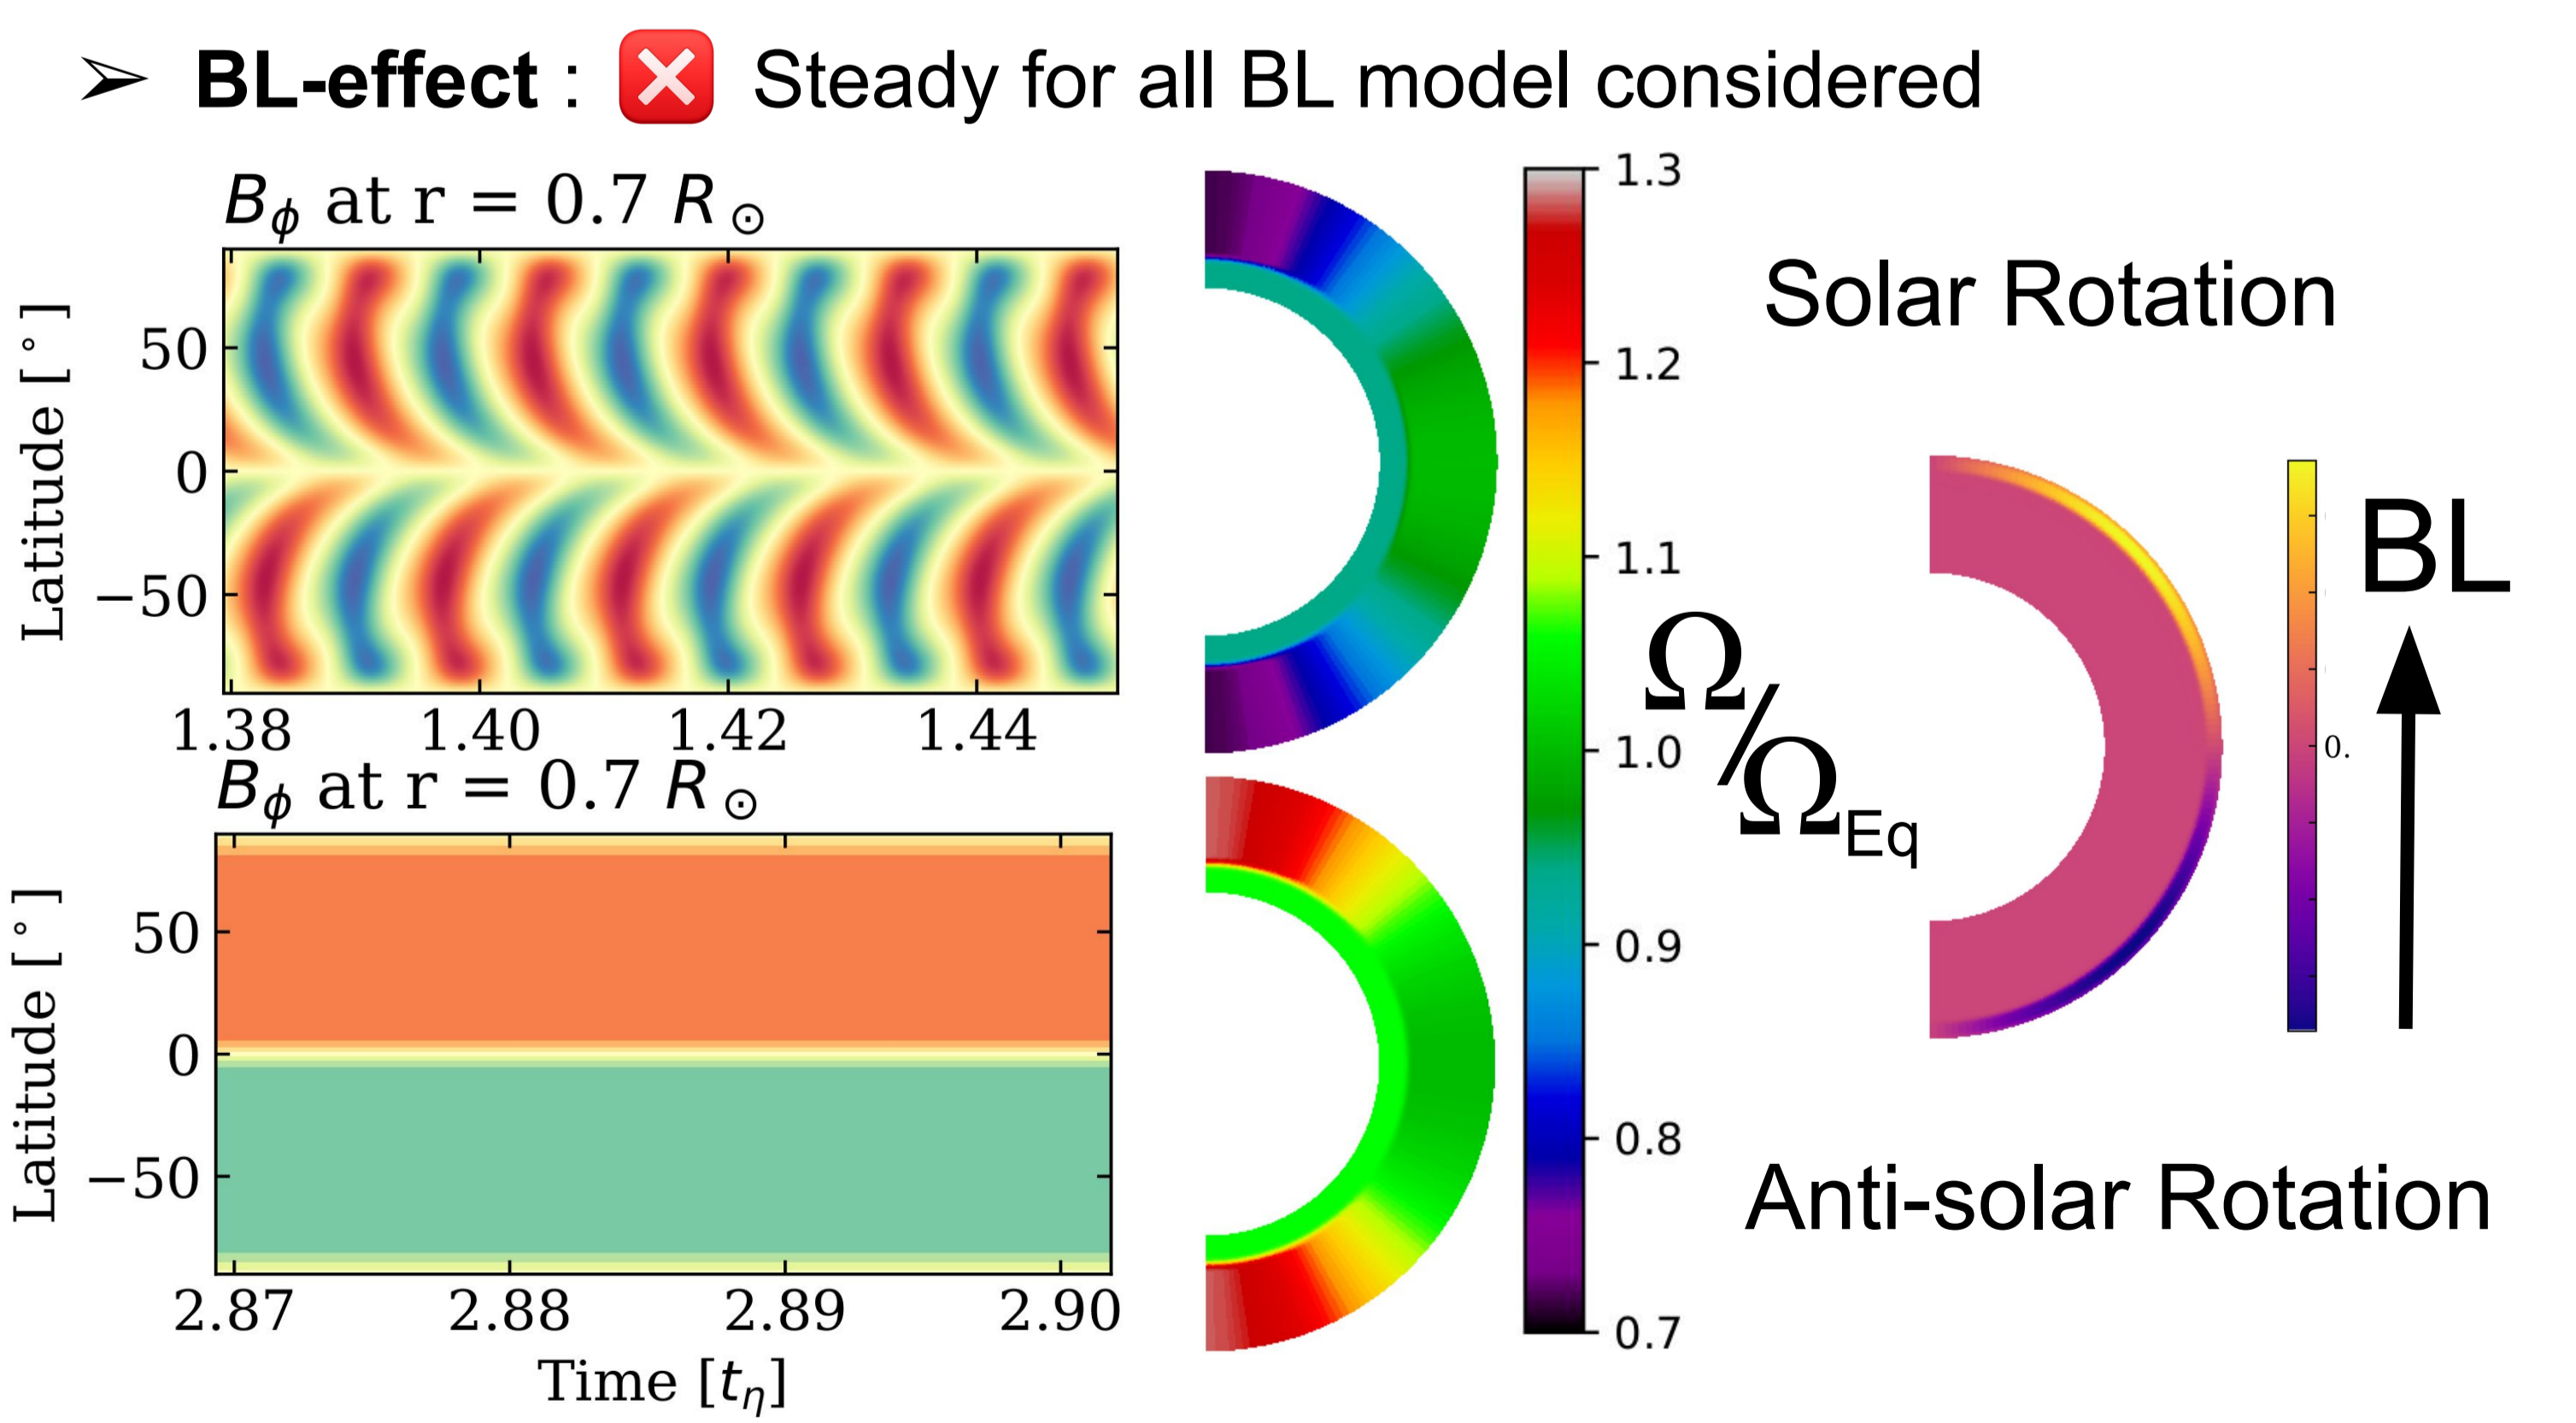 ➢ BL-effect : ❌ Steady for all BL model considered
B_ϕ at r = 0.7 R_⊙
Latitude [°]
50
0
−50
1.38 1.40 1.42 1.44
B_ϕ at r = 0.7 R_⊙
Latitude [°]
50
0
−50
2.87 2.88 2.89 2.90
Time [t_η]
1.3
1.2
1.1
1.0
0.9
0.8
0.7
Ω/Ω_Eq
Solar Rotation
BL
0.
Anti-solar Rotation